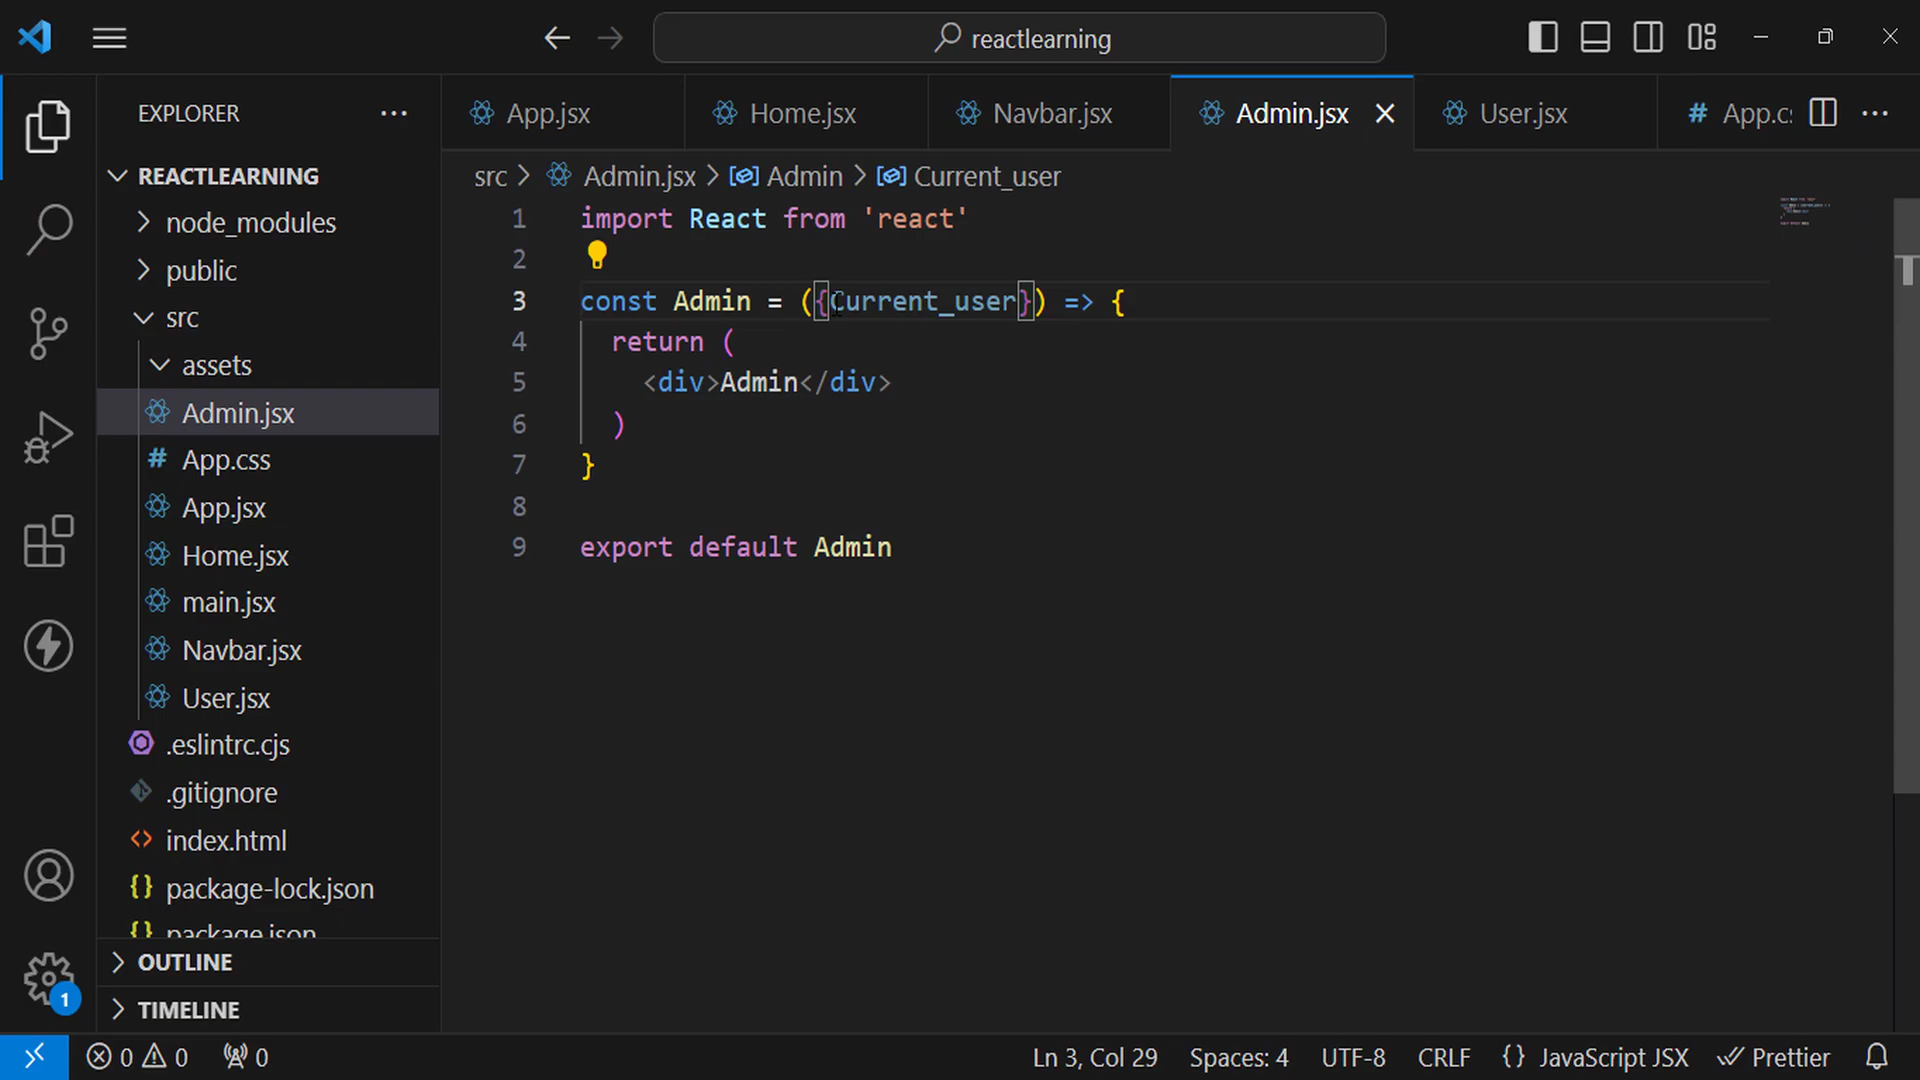 reactlearning
EXPLORER
App.jsx
Home.jsx
Navbar.jsx
Admin.jsx
User.jsx
# App.c
src > Admin.jsx > Admin > Current_user
REACTLEARNING
node_modules
public
src
assets
Admin.jsx
# App.css
App.jsx
Home.jsx
main.jsx
Navbar.jsx
User.jsx
.eslintrc.cjs
.gitignore
<> index.html
{} package-lock.json
{} package.json
OUTLINE
TIMELINE
1 import React from 'react'
2
3 const Admin = ({Current_user}) => {
4 return (
5 <div>Admin</div>
6 )
7 }
8
9 export default Admin
1
0 0 0
Ln 3, Col 29
Spaces: 4
UTF-8
CRLF
{} JavaScript JSX
Prettier